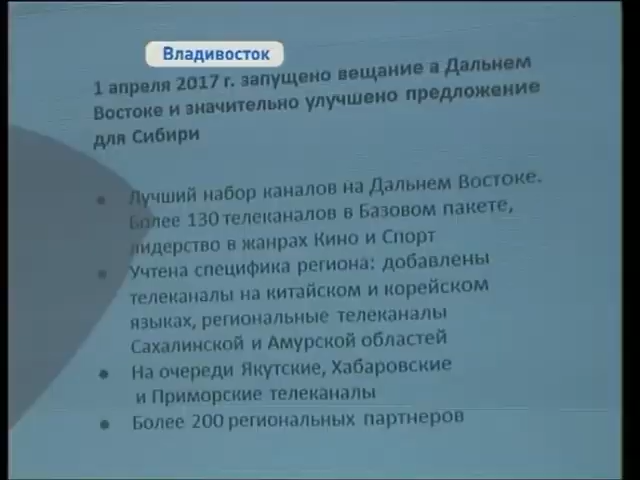 Владивосток
1 апреля 2017 г. запущено вещание а Дальнем
Востоке и значительно улучшено предложение
для Сибири
Лучший набор каналов на Дальнем Востоке.
Более 130 телеканалов в Базовом пакете,
лидерство в жанрах Кино и Спорт
Учтена специфика региона: добавлены
телеканалы на китайском и корейском
языках, региональные телеканалы
Сахалинской и Амурской областей
На очереди Якутские, Хабаровские
и Приморские телеканалы
Более 200 региональных партнеров